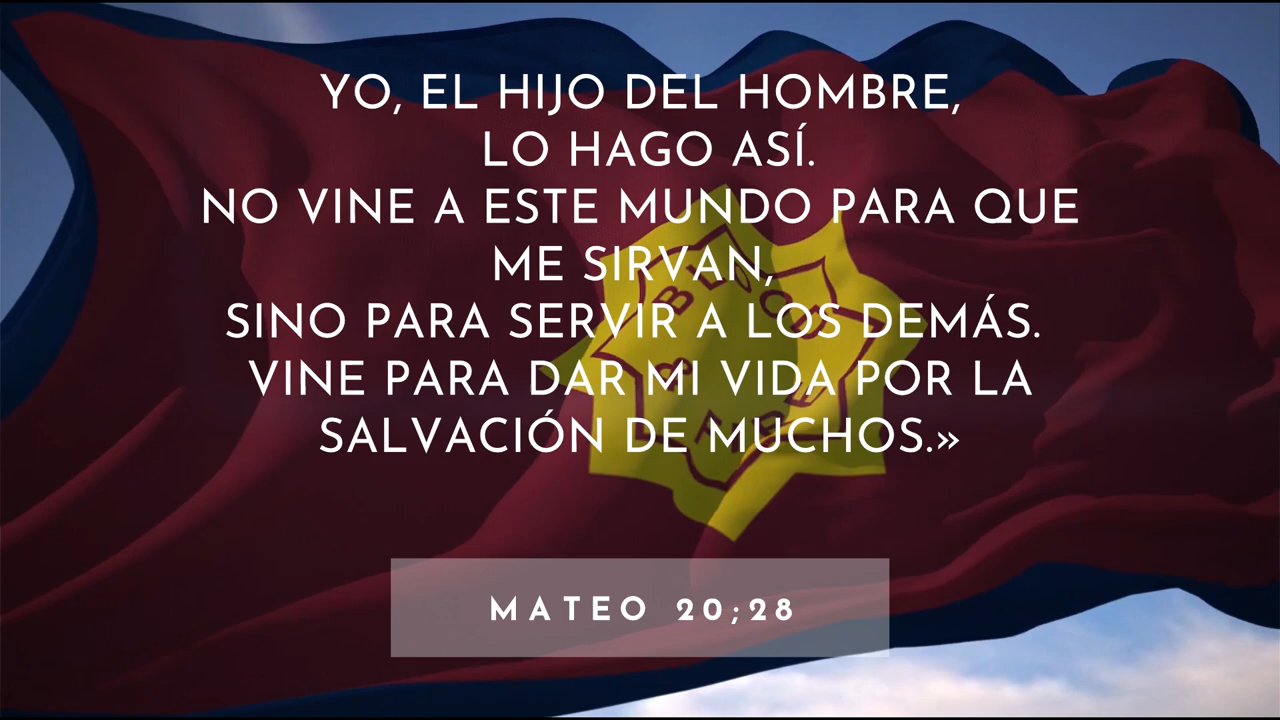 YO, EL HIJO DEL HOMBRE,
LO HAGO ASÍ.
NO VINE A ESTE MUNDO PARA QUE
ME SIRVAN,
SINO PARA SERVIR A LOS DEMÁS.
VINE PARA DAR MI VIDA POR LA
SALVACIÓN DE MUCHOS.»
MATEO 20;28